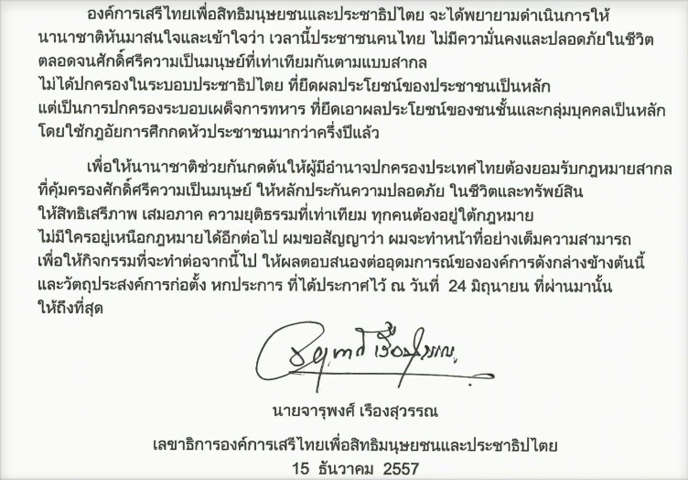 องค์การเสรีไทยเพื่อสิทธิมนุษยชนและประชาธิปไตย จะได้พยายามดำเนินการให้
นานาชาติหันมาสนใจและเข้าใจว่า เวลานี้ประชาชนคนไทย ไม่มีความั่นคงและปลอดภัยในชีวิต
ตลอดจนศักดิ์ศรีความเป็นมนุษย์ที่เท่าเทียมกันตามแบบสากล
ไม่ได้ปกครองในระบอบประชาธิปไตย ที่ยึดผลประโยชน์ของประชาชนเป็นหลัก
แต่เป็นการปกครองระบอบเผด็จการทหาร ที่ยึดเอาผลประโยชน์ของชนชั้นและกลุ่มบุคคลเป็นหลัก
โดยใช้กฎอัยการศึกกดหัวประชาชนมากว่าครึ่งปีแล้ว
เพื่อให้นานาชาติช่วยกันกดดันให้ผู้มีอำนาจปกครองประเทศไทยต้องยอมรับกฎหมายสากล
ที่คุ้มครองศักดิ์ศรีความเป็นมนุษย์ ให้หลักประกันความปลอดภัย ในชีวิตและทรัพย์สิน
ให้สิทธิเสรีภาพ เสมอภาค ความยุติธรรมที่เท่าเทียม ทุกคนต้องอยู่ใต้กฎหมาย
ไม่มีใครอยู่เหนือกฎหมายได้อีกต่อไป ผมขอสัญญาว่า ผมจะทำหน้าที่อย่างเต็มความสามารถ
เพื่อให้กิจกรรมที่จะทำต่อจากนี้ไป ให้ผลตอบสนองต่ออุดมการณ์ขององค์การดังกล่างข้างต้นนี้
และวัตถุประสงค์การก่อตั้ง หกประการ ที่ได้ประกาศไว้ ณ วันที่ 24 มิถุนายน ที่ผ่านมานั้น
ให้ถึงที่สุด
นายจารุพงศ์ เรืองสุวรรณ
เลขาธิการองค์การเสรีไทยเพื่อสิทธิมนุษยชนและประชาธิปไตย
15 ธันวาคม 2557